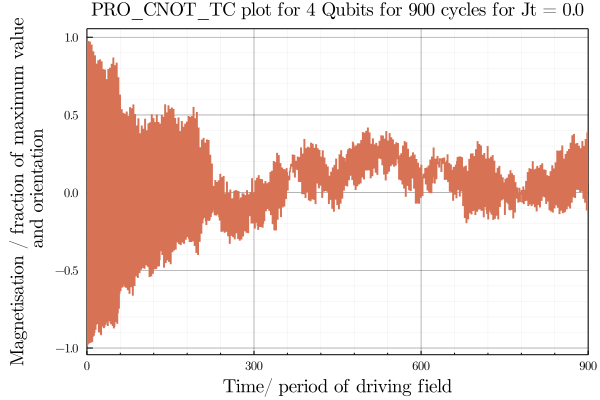 PRO_CNOT_TC plot for 4 Qubits for 900 cycles for Jt = 0.0
Magnetisation / fraction of maximum value
and orientation
1.0
0.5
0.0
−0.5
−1.0
0
300
600
900
Time/ period of driving field